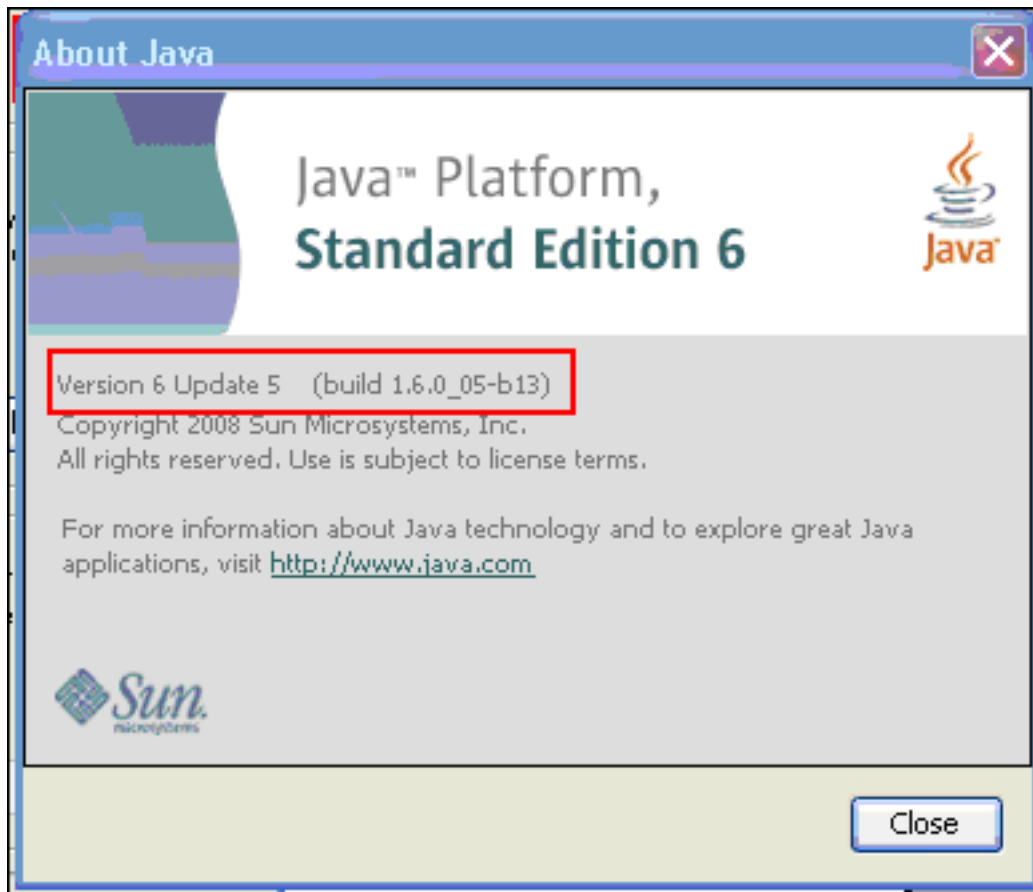 About Java
Java™ Platform,
Standard Edition 6
Java™
Version 6 Update 5 (build 1.6.0_05-b13)
Copyright 2008 Sun Microsystems, Inc.
All rights reserved. Use is subject to license terms.
For more information about Java technology and to explore great Java
applications, visit http://www.java.com
Sun
microsystems
Close